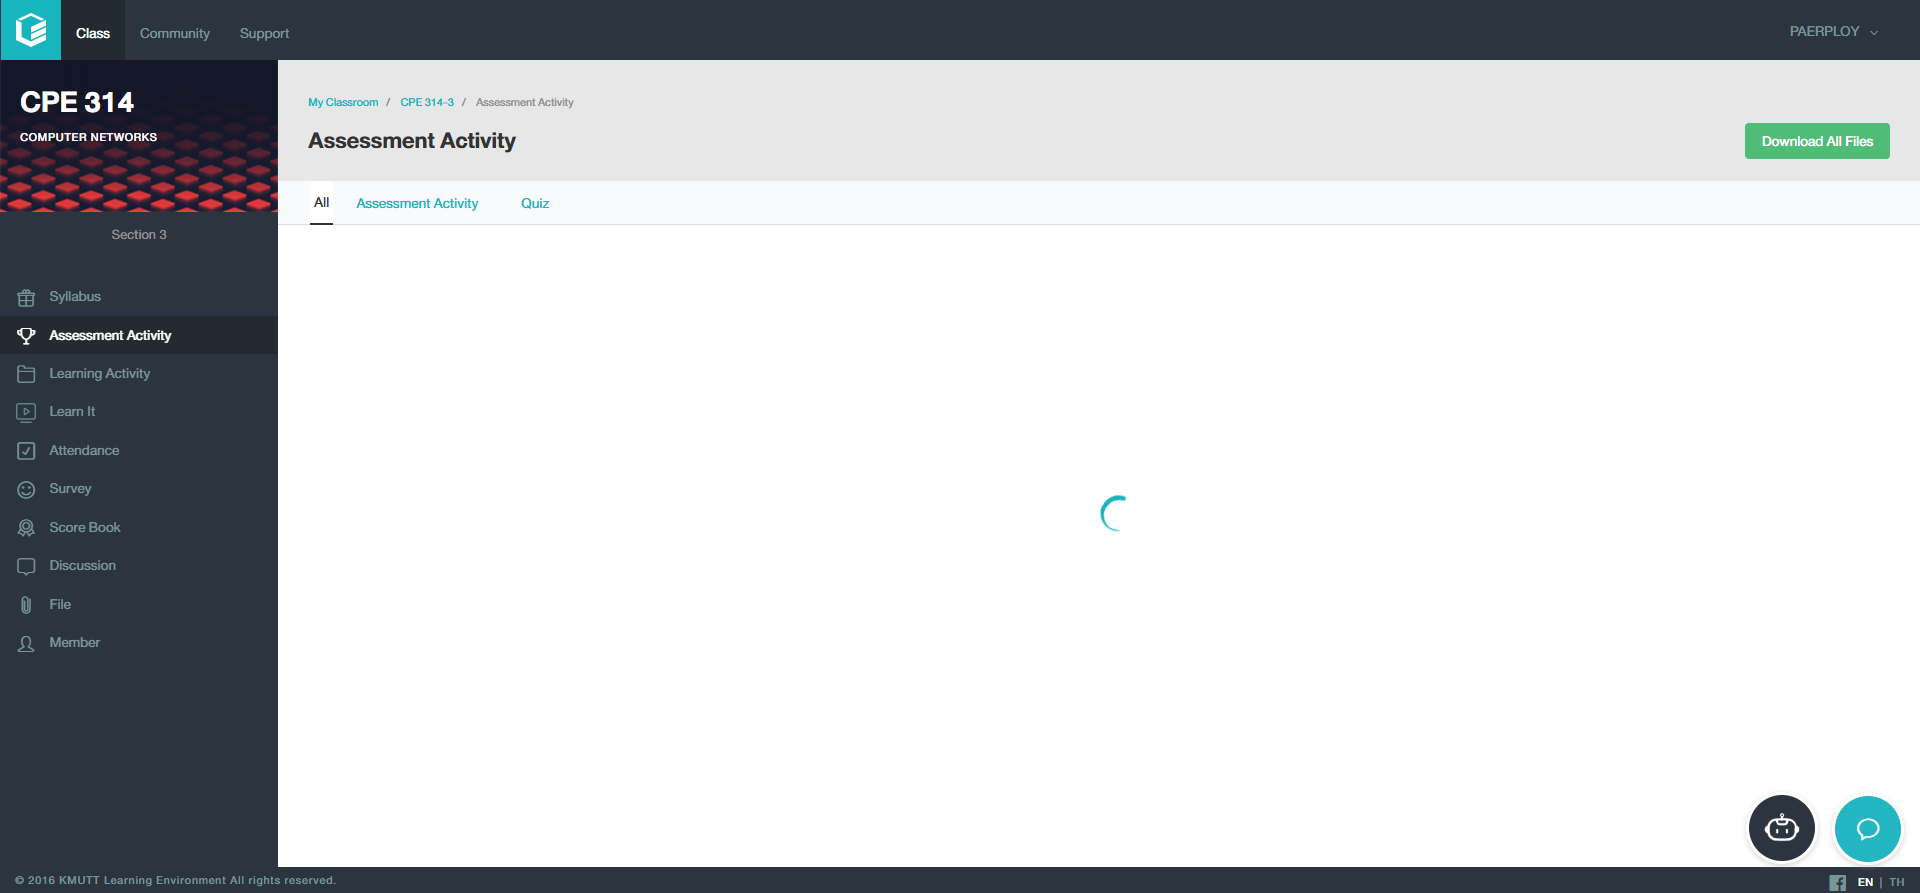 Class
Community
Support
PAERPLOY
CPE 314
COMPUTER NETWORKS
Section 3
Syllabus
Assessment Activity
Learning Activity
Learn It
Attendance
Survey
Score Book
Discussion
File
Member
My Classroom / CPE 314-3 / Assessment Activity
Assessment Activity
Download All Files
All
Assessment Activity
Quiz
© 2016 KMUTT Learning Environment All rights reserved.
EN | TH